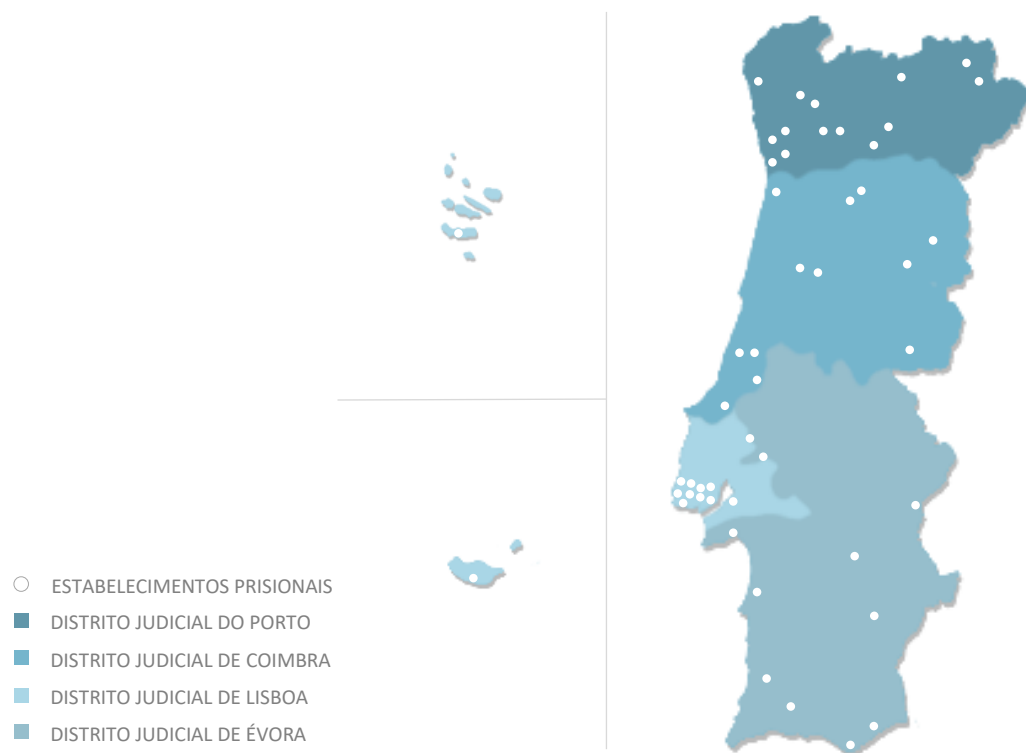 ESTABELECIMENTOS PRISIONAIS
DISTRITO JUDICIAL DO PORTO
DISTRITO JUDICIAL DE COIMBRA
DISTRITO JUDICIAL DE LISBOA
DISTRITO JUDICIAL DE ÉVORA